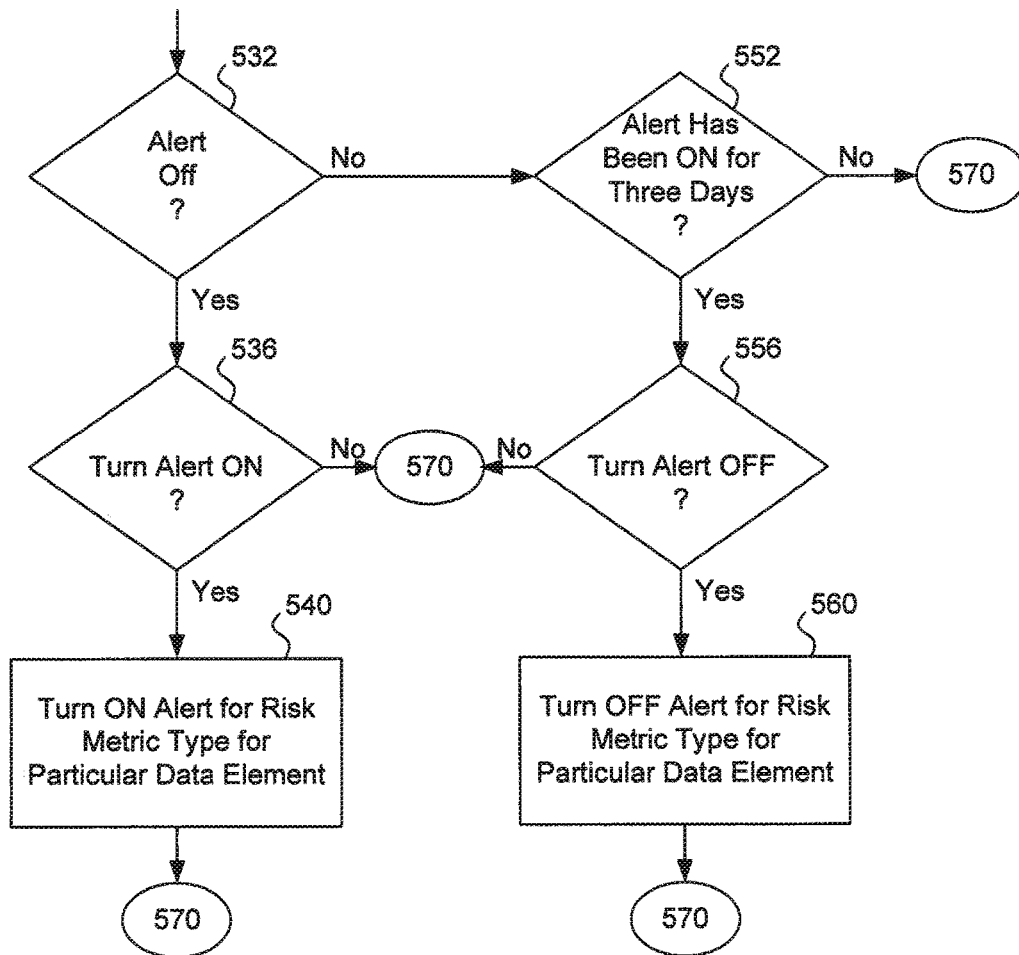 532
Alert
Off
?
No
552
Alert Has
Been ON for
Three Days
?
No
570
Yes
Yes
536
Turn Alert ON
?
No
570
No
556
Turn Alert OFF
?
Yes
Yes
540
Turn ON Alert for Risk
Metric Type for
Particular Data Element
560
Turn OFF Alert for Risk
Metric Type for
Particular Data Element
570
570